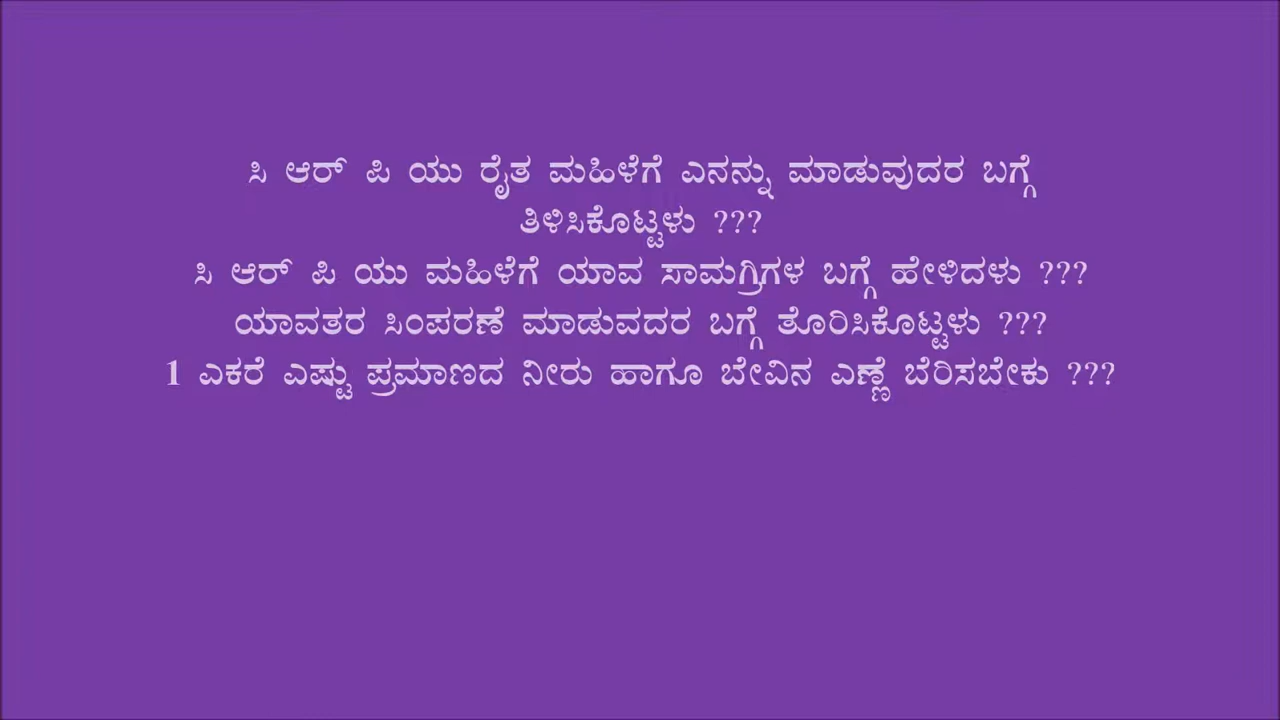 ಸಿ ಆರ್ ಪಿ ಯು ರೈತ ಮಹಿಳೆಗೆ ಎನನ್ನು ಮಾಡುವುದರ ಬಗ್ಗೆ
ತಿಳಿಸಿಕೊಟ್ಟಳು ???
ಸಿ ಆರ್ ಪಿ ಯು ಮಹಿಳೆಗೆ ಯಾವ ಸಾಮಗ್ರಿಗಳ ಬಗ್ಗೆ ಹೇಳಿದಳು ???
ಯಾವತರ ಸಿಂಪರಣೆ ಮಾಡುವದರ ಬಗ್ಗೆ ತೊರಿಸಿಕೊಟ್ಟಳು ???
1 ಎಕರೆ ಎಷ್ಟು ಪ್ರಮಾಣದ ನೀರು ಹಾಗೂ ಬೇವಿನ ಎಣ್ಣೆ ಬೆರಿಸಬೇಕು ???